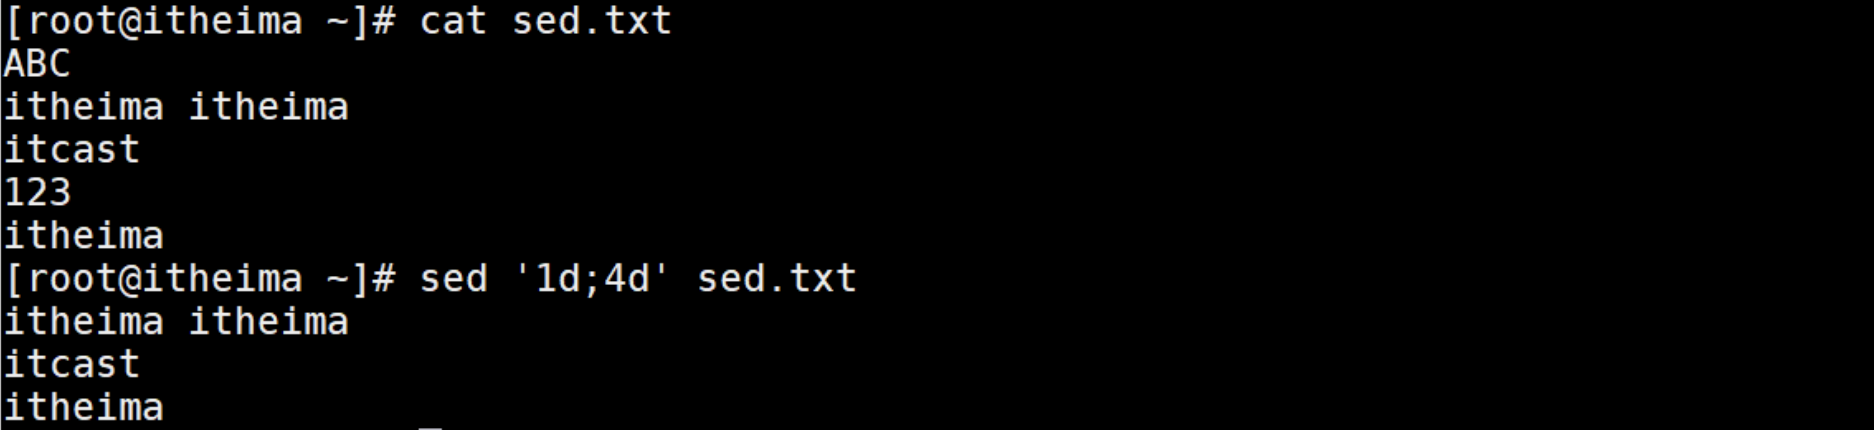 [root@itheima ~]# cat sed.txt
ABC
itheima itheima
itcast
123
itheima
[root@itheima ~]# sed '1d;4d' sed.txt
itheima itheima
itcast
itheima